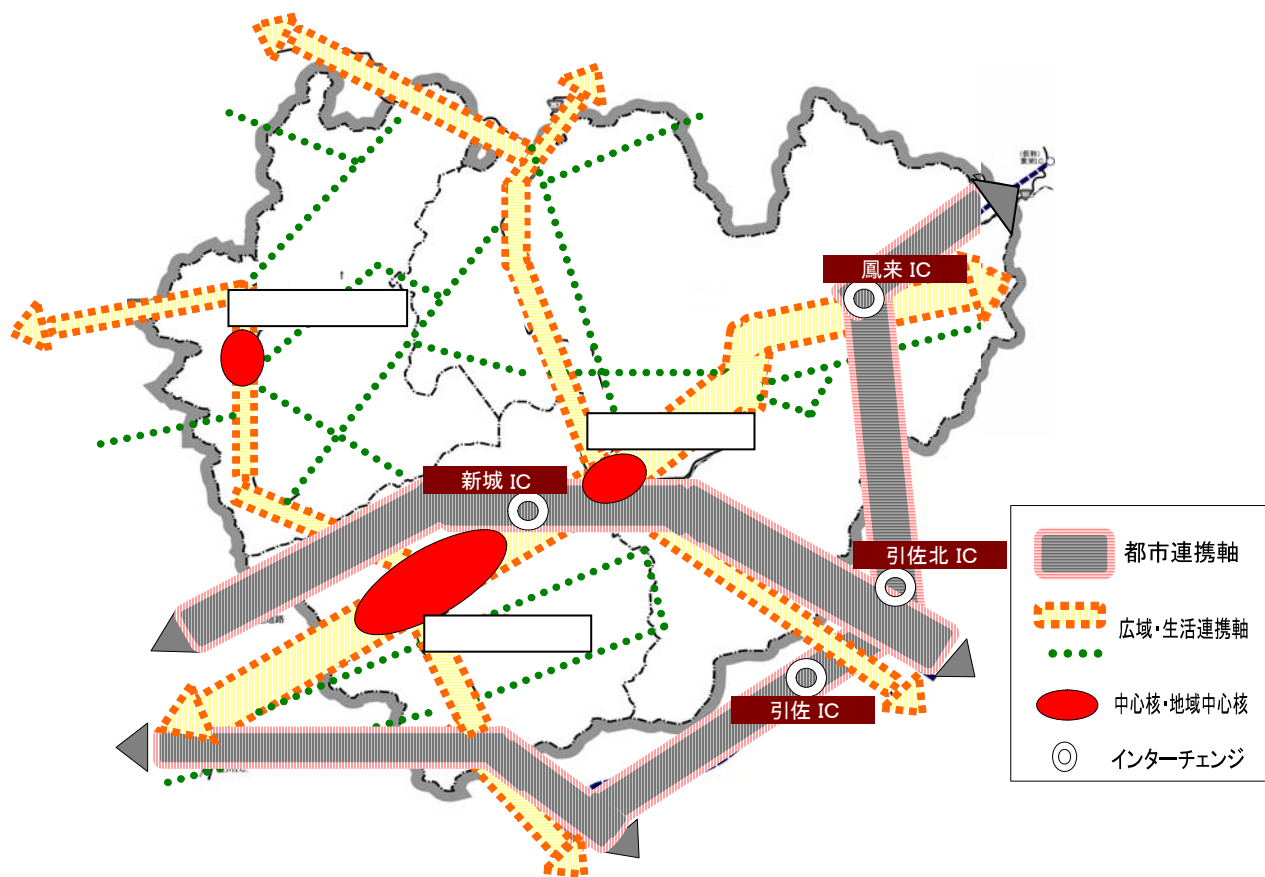 (仮称)
鳳来 IC
新城 IC
引佐北 IC
引佐 IC
都市連携軸
広域・生活連携軸
中心核・地域中心核
インターチェンジ